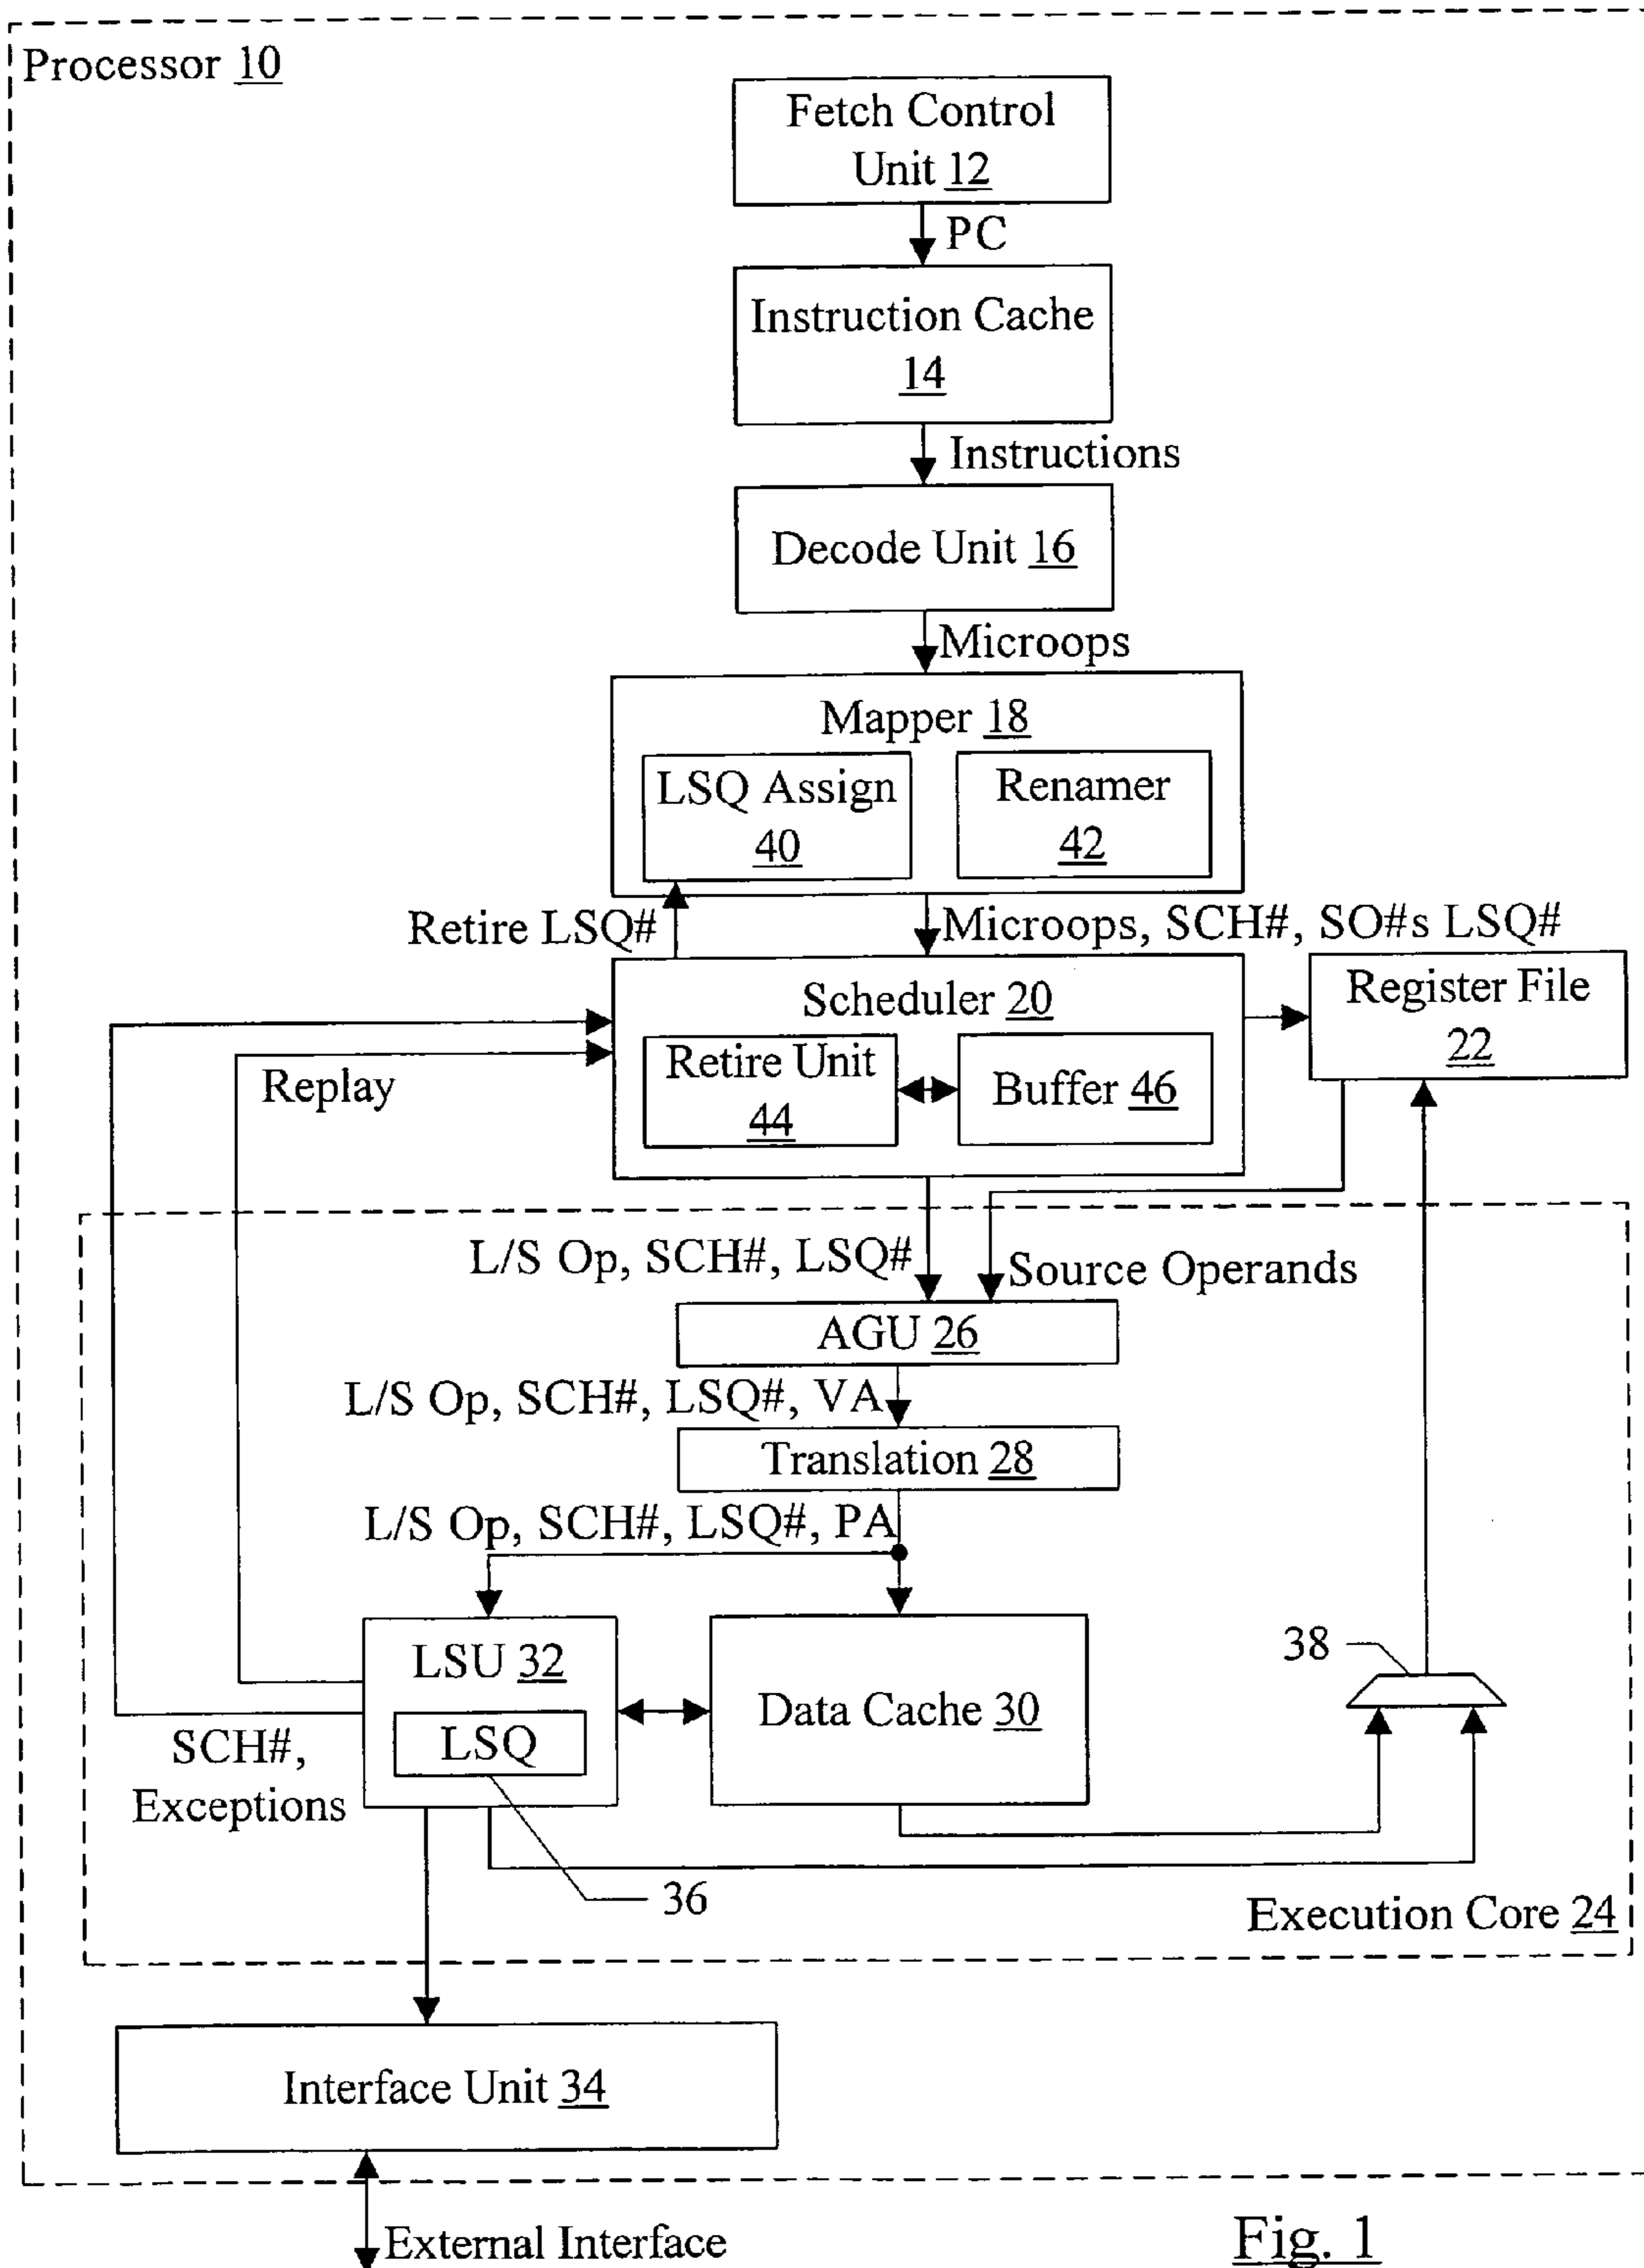 Processor 10
Fetch Control
Unit 12
PC
Instruction Cache
14
Instructions
Decode Unit 16
Microops
Mapper 18
LSQ Assign
40
Renamer
42
Retire LSQ#
Microops, SCH#, SO#s LSQ#
Scheduler 20
Register File
22
Retire Unit
44
Buffer 46
Replay
L/S Op, SCH#, LSQ#
Source Operands
AGU 26
L/S Op, SCH#, LSQ#, VA
Translation 28
L/S Op, SCH#, LSQ#, PA
LSU 32
LSQ
Data Cache 30
38
SCH#,
Exceptions
36
Execution Core 24
Interface Unit 34
External Interface
Fig. 1